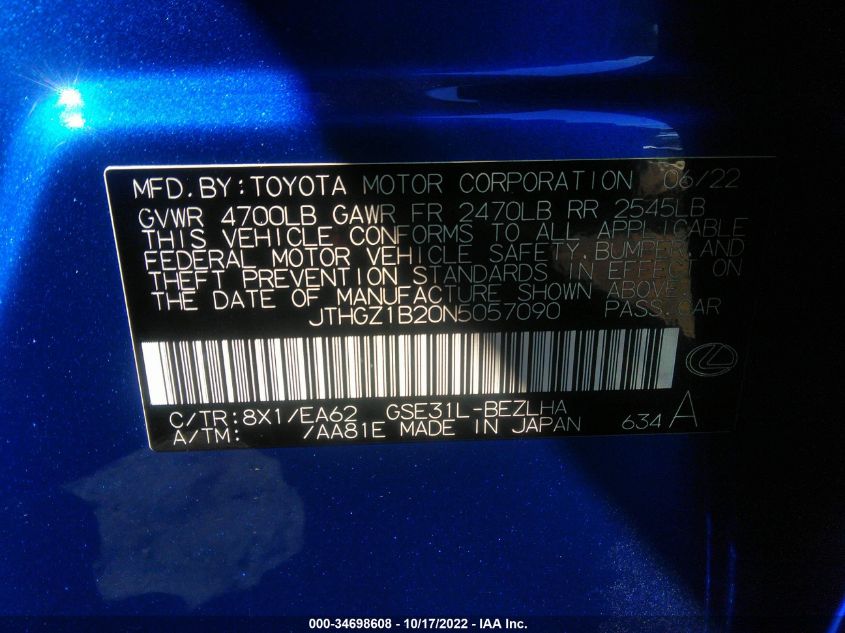 MFD. BY: TOYOTA MOTOR CORPORATION 06/22
GVWR 4700LB GAWR FR 2470LB RR 2545LB
THIS VEHICLE CONFORMS TO ALL APPLICABLE
FEDERAL MOTOR VEHICLE SAFETY, BUMPER, AND
THEFT PREVENTION STANDARDS IN EFFECT ON
THE DATE OF MANUFACTURE SHOWN ABOVE.
JTHGZ1B20N5057090 PASS. CAR
C/TR: 8X1/EA62 GSE31L-BEZLHA
A/TM: /AA81E MADE IN JAPAN 634 A
000-34698608 - 10/17/2022 - IAA Inc.